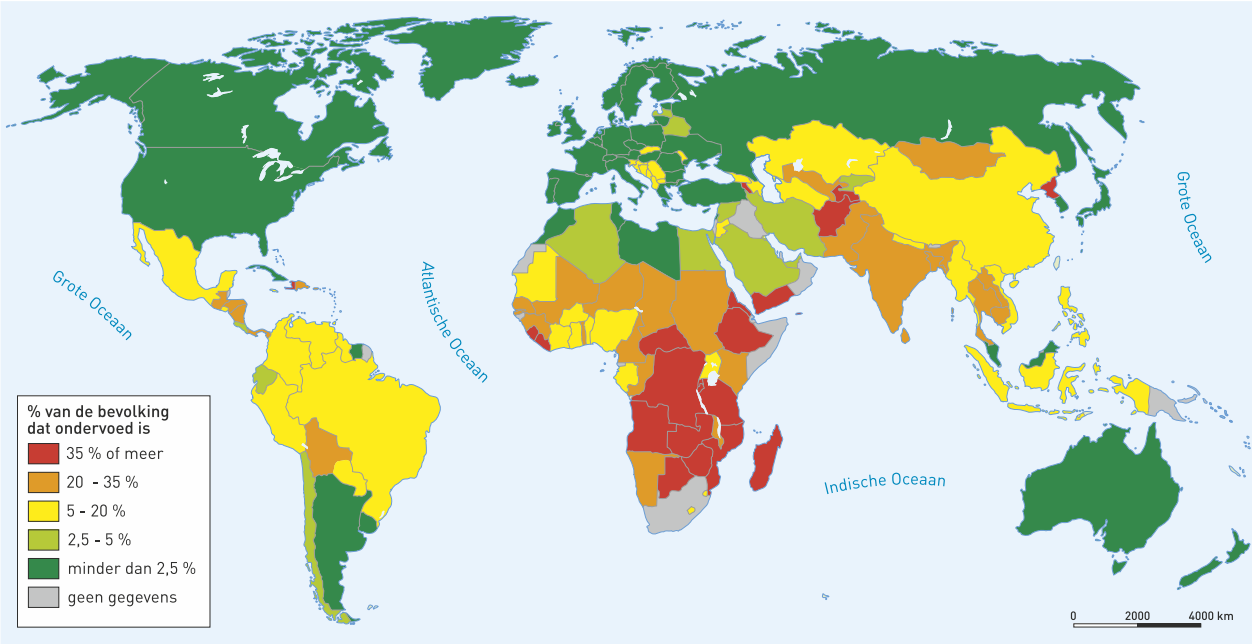 Grote Oceaan
Atlantische Oceaan
Grote Oceaan
Indische Oceaan
% van de bevolking
dat ondervoed is
35 % of meer
20 - 35 %
5 - 20 %
2,5 - 5 %
minder dan 2,5 %
geen gegevens
0 2000 4000 km